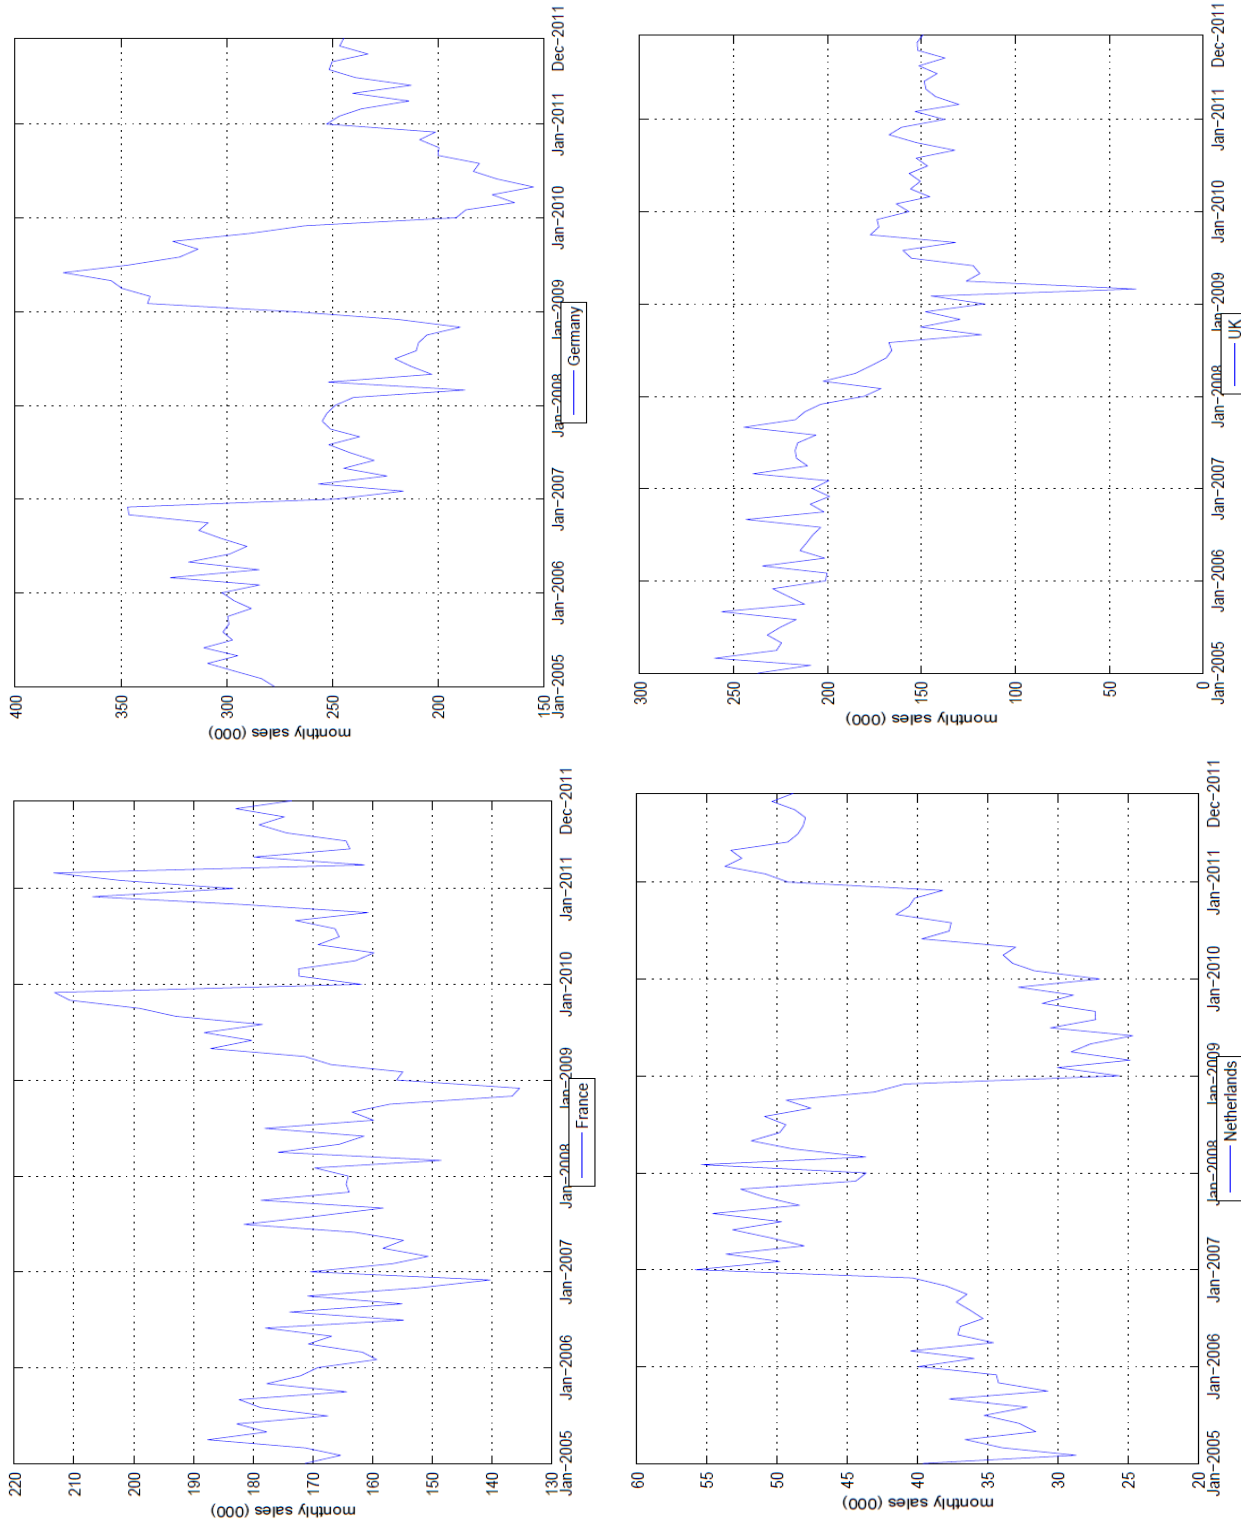 400
350
300
250
200
150
monthly sales (000)
Jan−2005
Jan−2006
Jan−2007
Jan−2008
Jan−2009
Jan−2010
Jan−2011
Dec−2011
Germany
300
250
200
150
100
50
0
monthly sales (000)
Jan−2005
Jan−2006
Jan−2007
Jan−2008
Jan−2009
Jan−2010
Jan−2011
Dec−2011
UK
220
210
200
190
180
170
160
150
140
130
monthly sales (000)
Jan−2005
Jan−2006
Jan−2007
Jan−2008
Jan−2009
Jan−2010
Jan−2011
Dec−2011
France
60
55
50
45
40
35
30
25
20
monthly sales (000)
Jan−2005
Jan−2006
Jan−2007
Jan−2008
Jan−2009
Jan−2010
Jan−2011
Dec−2011
Netherlands